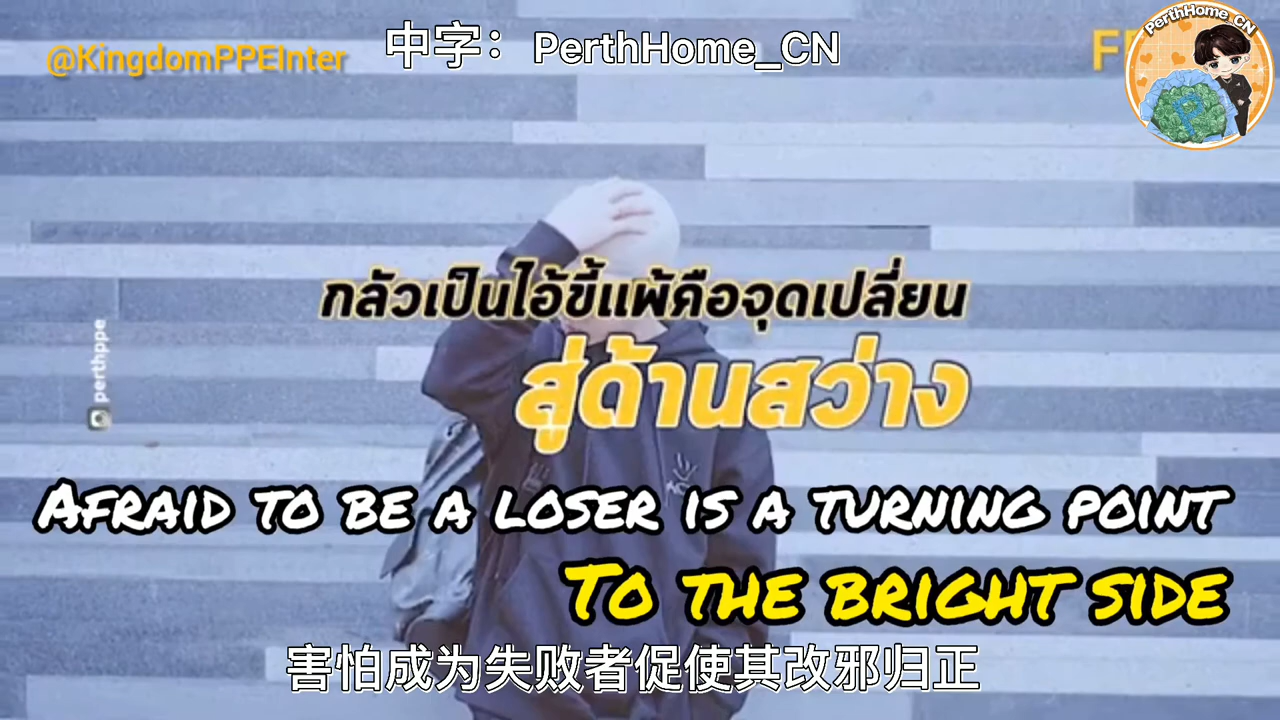 @KingdomPPEInter
中字：PerthHome_CN
PerthHome_CN
กลัวเป็นไอ้ขี้แพ้คือจุดเปลี่ยน
สู่ด้านสว่าง
perthppe
AFRAID TO BE A LOSER IS A TURNING POINT
TO THE BRIGHT SIDE
害怕成为失败者促使其改邪归正